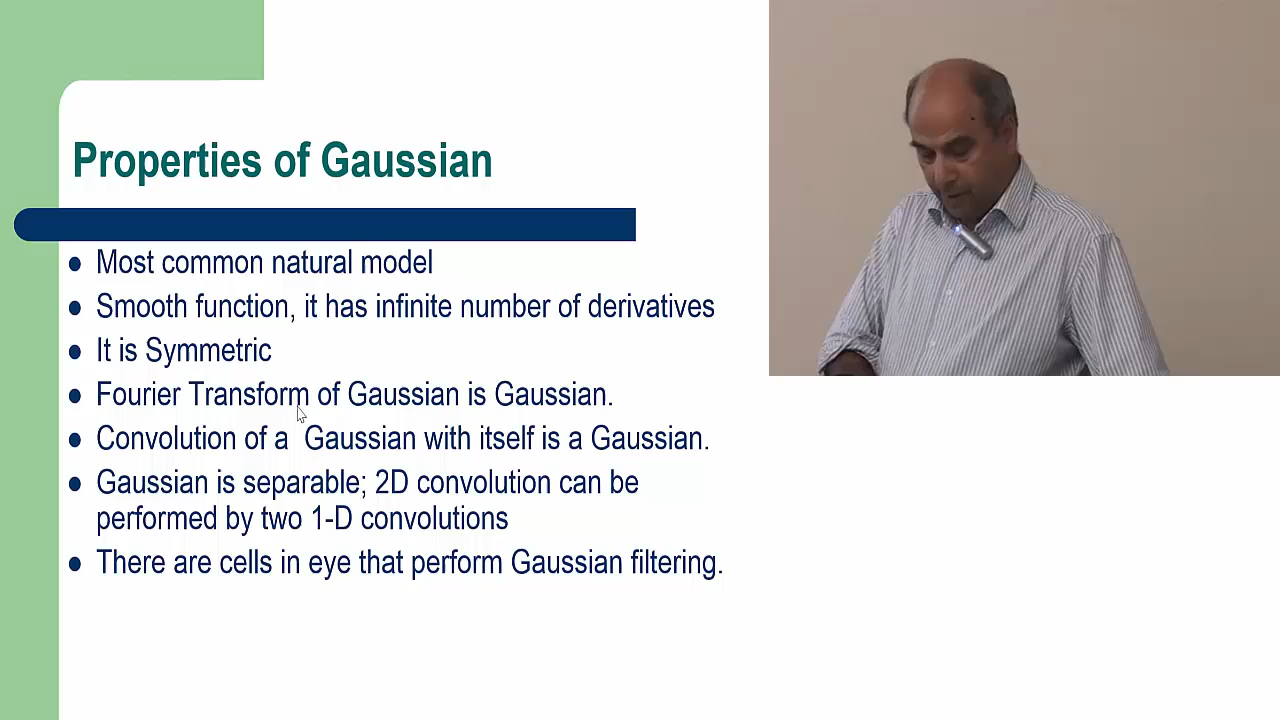 Properties of Gaussian
Most common natural model
Smooth function, it has infinite number of derivatives
It is Symmetric
Fourier Transform of Gaussian is Gaussian.
Convolution of a  Gaussian with itself is a Gaussian.
Gaussian is separable; 2D convolution can be
performed by two 1-D convolutions
There are cells in eye that perform Gaussian filtering.